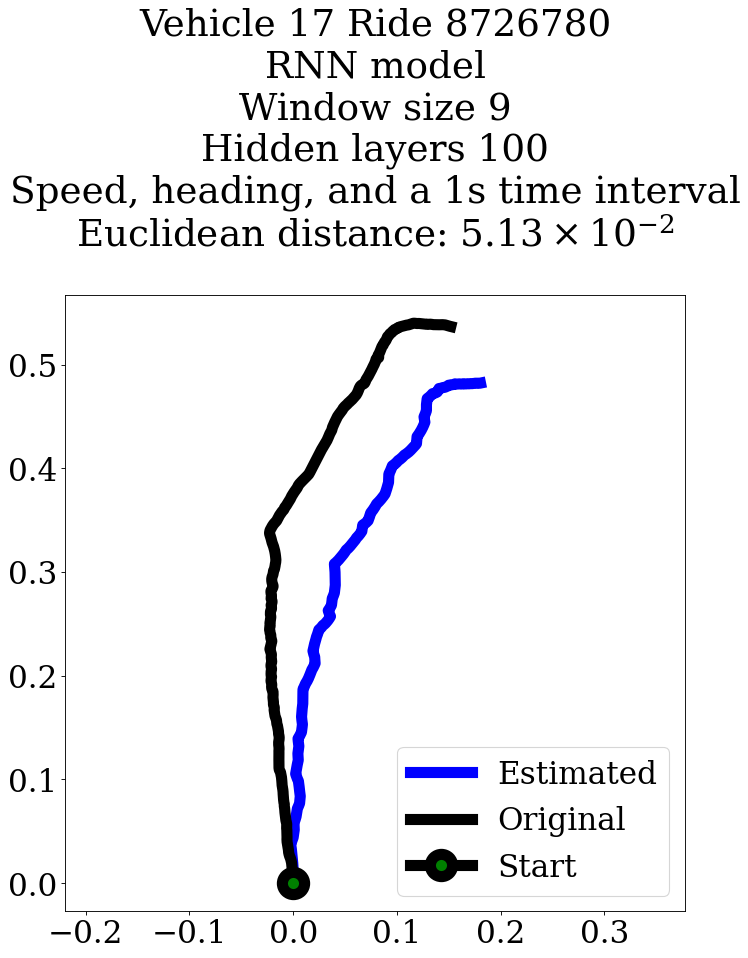 Vehicle 17 Ride 8726780
RNN model
Window size 9
Hidden layers 100
Speed, heading, and a 1s time interval
Euclidean distance: 5.13 × 10⁻²
0.5
0.4
0.3
0.2
0.1
0.0
Estimated
Original
Start
−0.2 −0.1 0.0 0.1 0.2 0.3